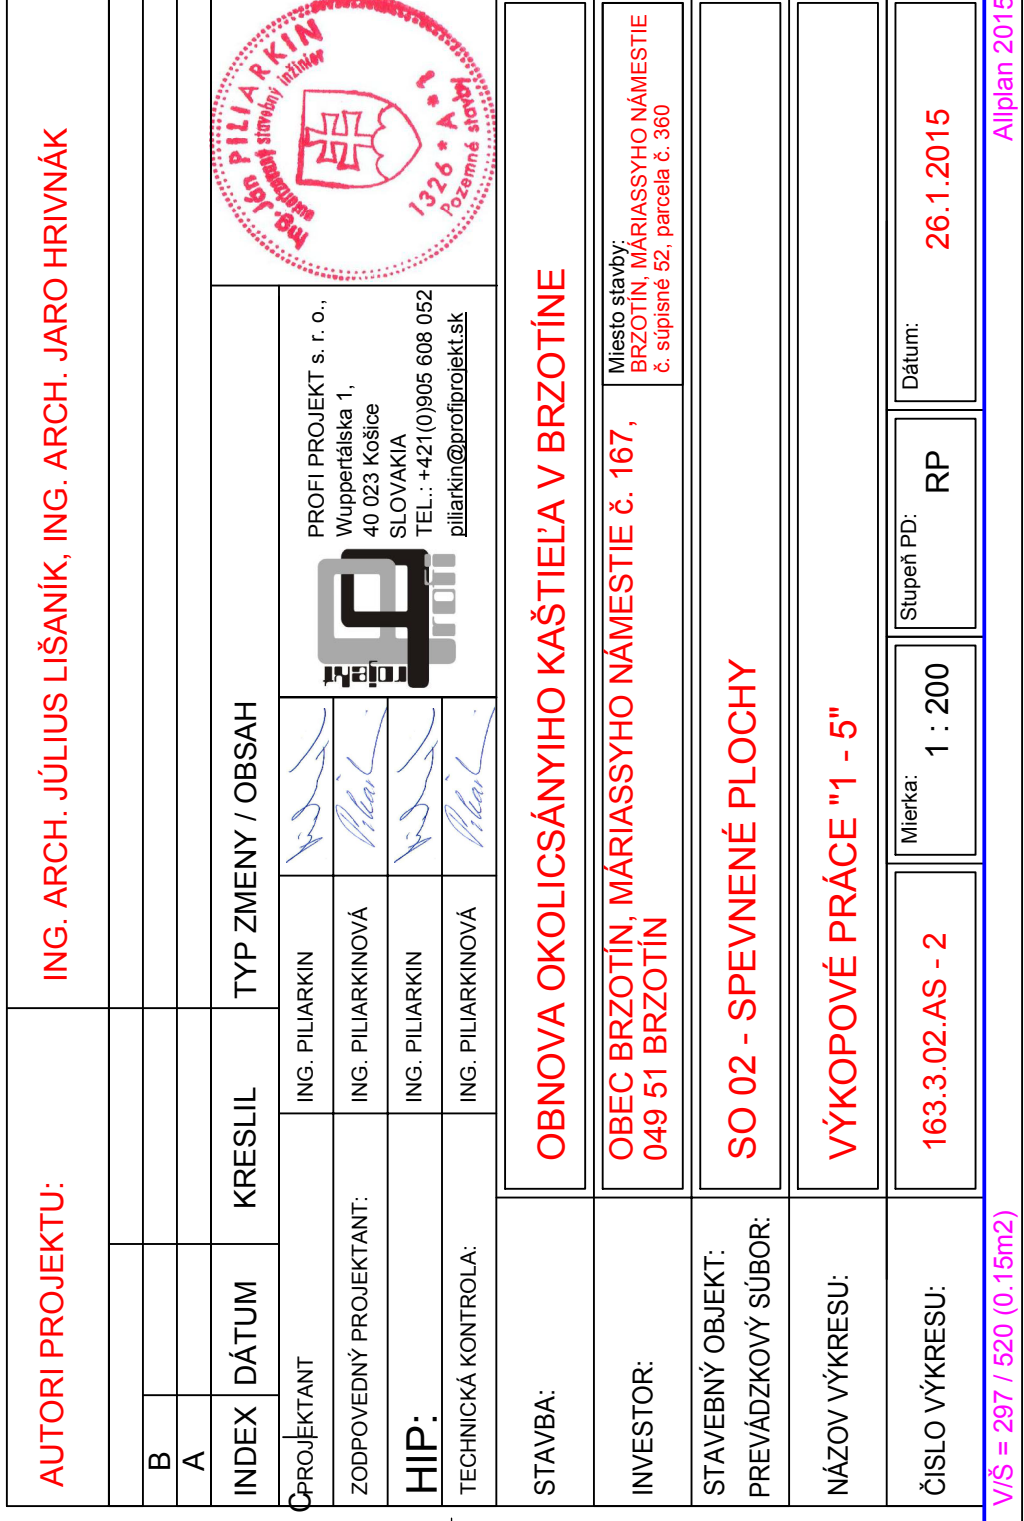 AUTORI PROJEKTU:
ING. ARCH. JÚLIUS LIŠANÍK, ING. ARCH. JARO HRIVNÁK
B
A
INDEX
DÁTUM
KRESLIL
TYP ZMENY / OBSAH
C
PROJEKTANT
ING. PILIARKIN
ZODPOVEDNÝ PROJEKTANT:
ING. PILIARKINOVÁ
HIP:
ING. PILIARKIN
TECHNICKÁ KONTROLA:
ING. PILIARKINOVÁ
projekt
profi
PROFI PROJEKT s. r. o.,
Wuppertálska 1,
40 023 Košice
SLOVAKIA
TEL.: +421(0)905 608 052
piliarkin@profiprojekt.sk
Ing. Ján PILIARKIN
autorizovaný stavebný inžinier
1326 * A * 1
Pozemné stavby
STAVBA:
OBNOVA OKOLICSÁNYIHO KAŠTIEĽA V BRZOTÍNE
INVESTOR:
OBEC BRZOTÍN, MÁRIASSYHO NÁMESTIE č. 167,
049 51 BRZOTÍN
Miesto stavby:
BRZOTÍN, MÁRIASSYHO NÁMESTIE
č. súpisné 52, parcela č. 360
STAVEBNÝ OBJEKT:
PREVÁDZKOVÝ SÚBOR:
SO 02 - SPEVNENÉ PLOCHY
NÁZOV VÝKRESU:
VÝKOPOVÉ PRÁCE "1 - 5"
ČISLO VÝKRESU:
163.3.02.AS - 2
Mierka:
1 : 200
Stupeň PD:
RP
Dátum:
26.1.2015
V/Š = 297 / 520 (0.15m2)
Allplan 2015